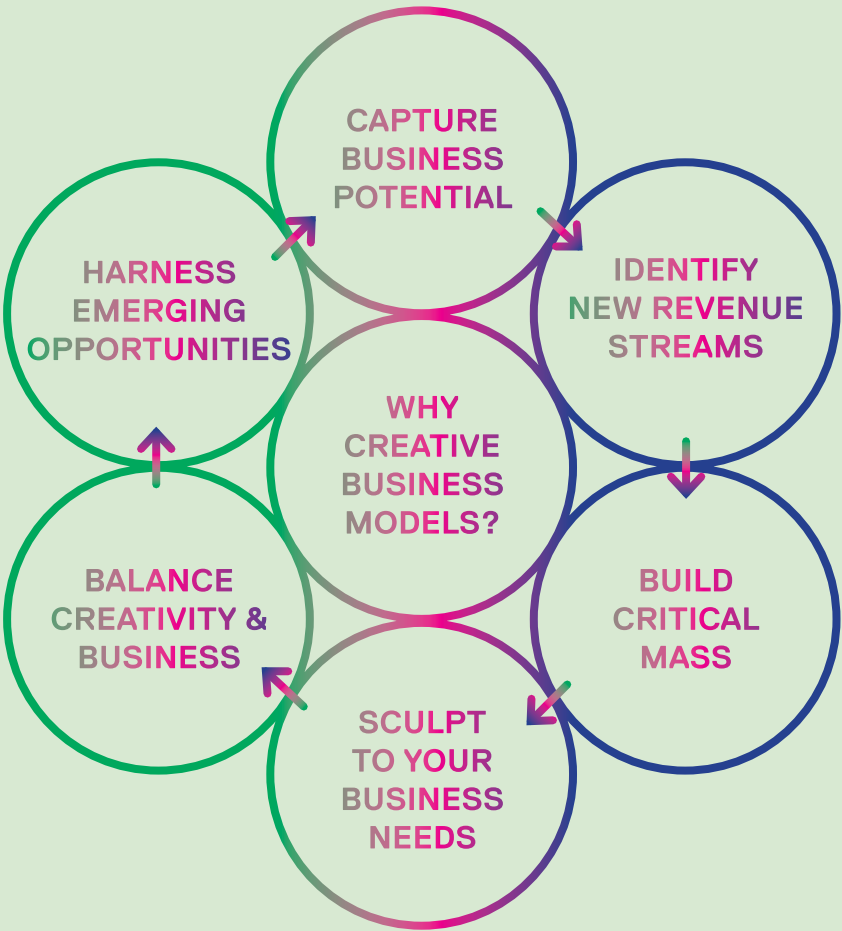 CAPTURE
BUSINESS
POTENTIAL
IDENTIFY
NEW REVENUE
STREAMS
BUILD
CRITICAL
MASS
SCULPT
TO YOUR
BUSINESS
NEEDS
BALANCE
CREATIVITY &
BUSINESS
HARNESS
EMERGING
OPPORTUNITIES
WHY
CREATIVE
BUSINESS
MODELS?